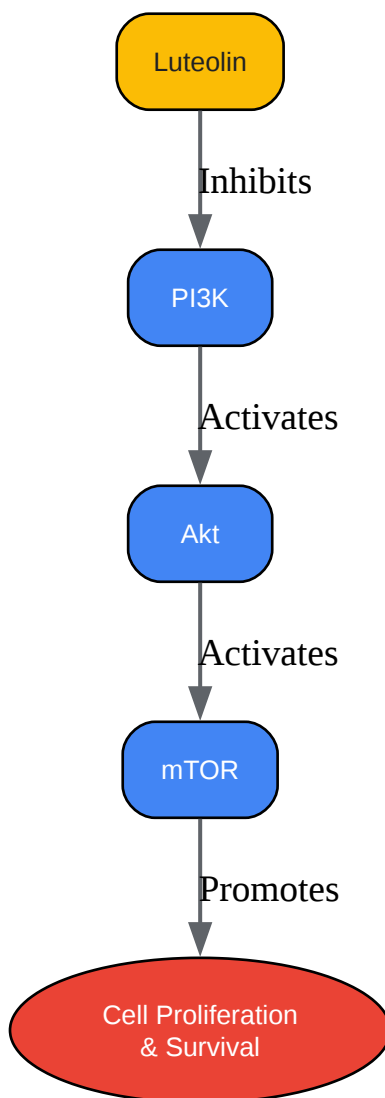 Luteolin
Inhibits
PI3K
Activates
Akt
Activates
mTOR
Promotes
Cell Proliferation
& Survival